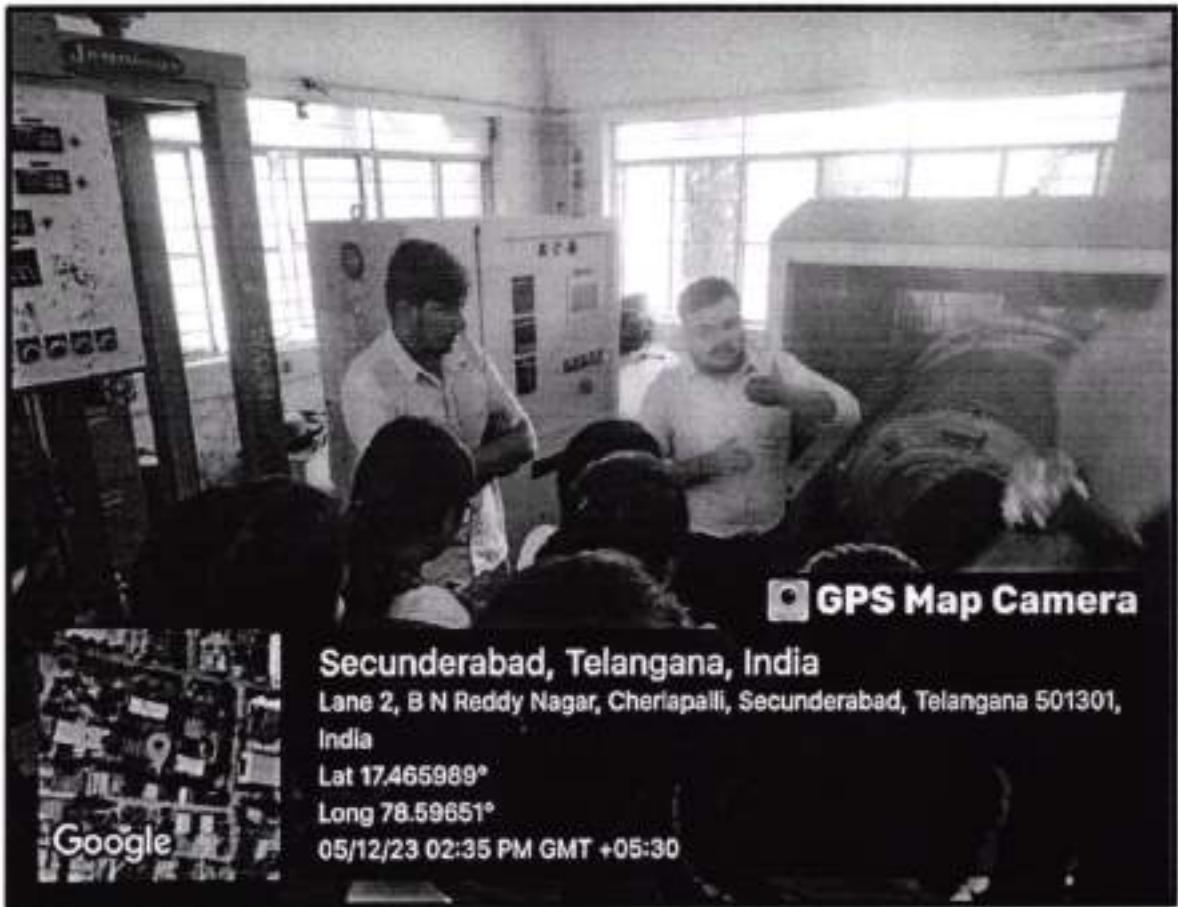 GPS Map Camera
Secunderabad, Telangana, India
Lane 2, B N Reddy Nagar, Cherlapalli, Secunderabad, Telangana 501301,
India
Lat 17.465989°
Long 78.59651°
05/12/23 02:35 PM GMT +05:30
Google